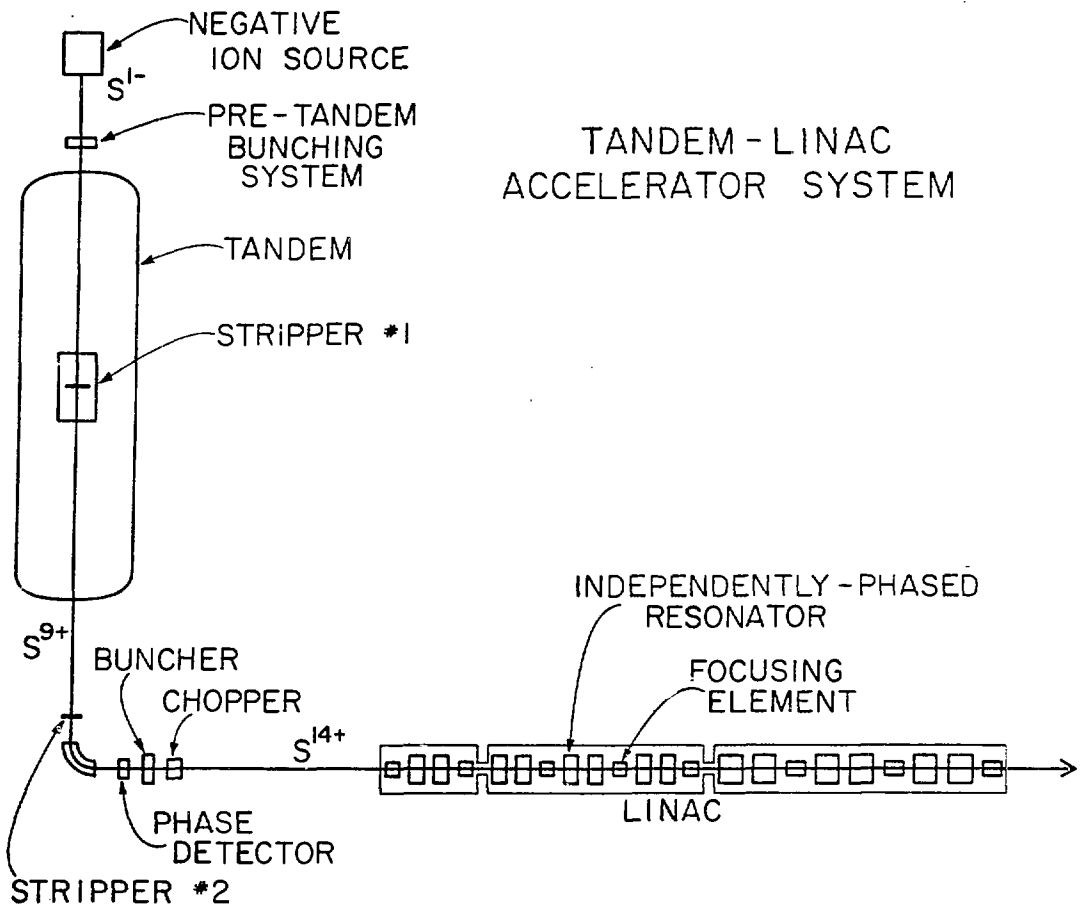 NEGATIVE
ION SOURCE
S1-
PRE-TANDEM
BUNCHING
SYSTEM
TANDEM-LINAC
ACCELERATOR SYSTEM
TANDEM
STRiPPER #1
INDEPENDENTLY-PHASED
RESONATOR
S9+
BUNCHER
FOCUSING
ELEMENT
CHOPPER
S14+
LINAC
PHASE
DETECTOR
STRIPPER #2